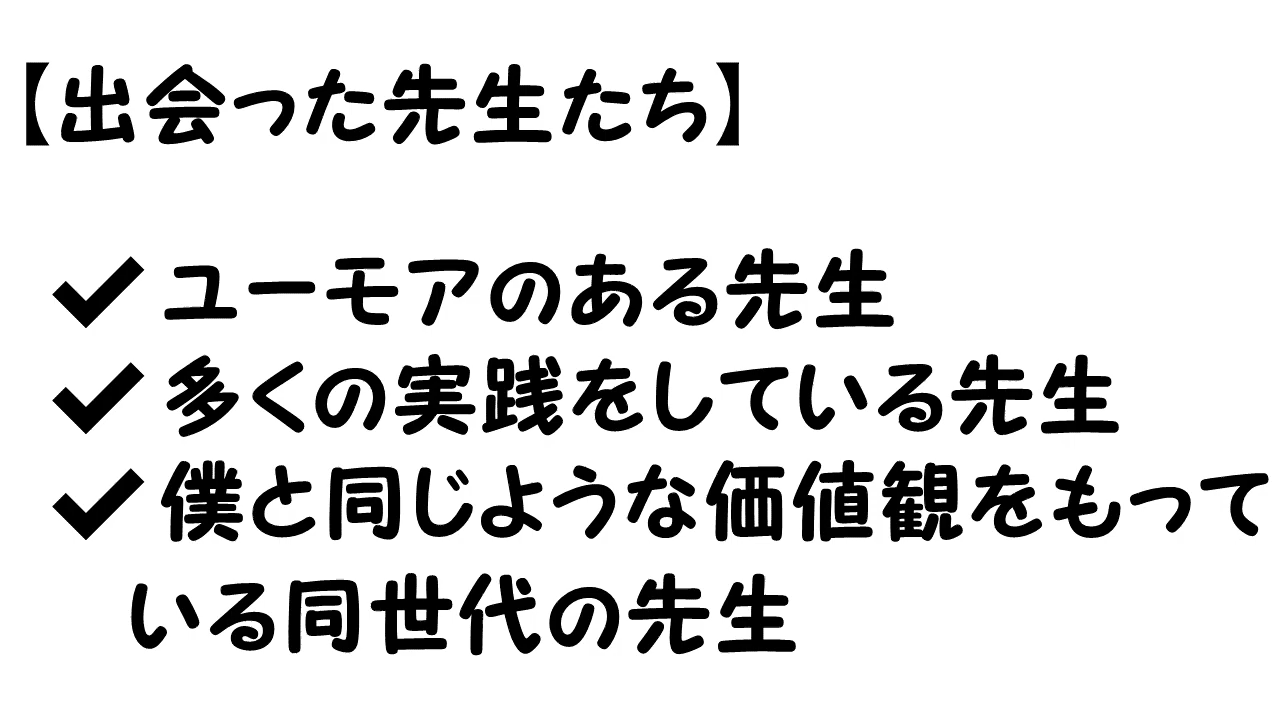 【出会った先生たち】
✔ユーモアのある先生
✔多くの実践をしている先生
✔僕と同じような価値観をもって
いる同世代の先生